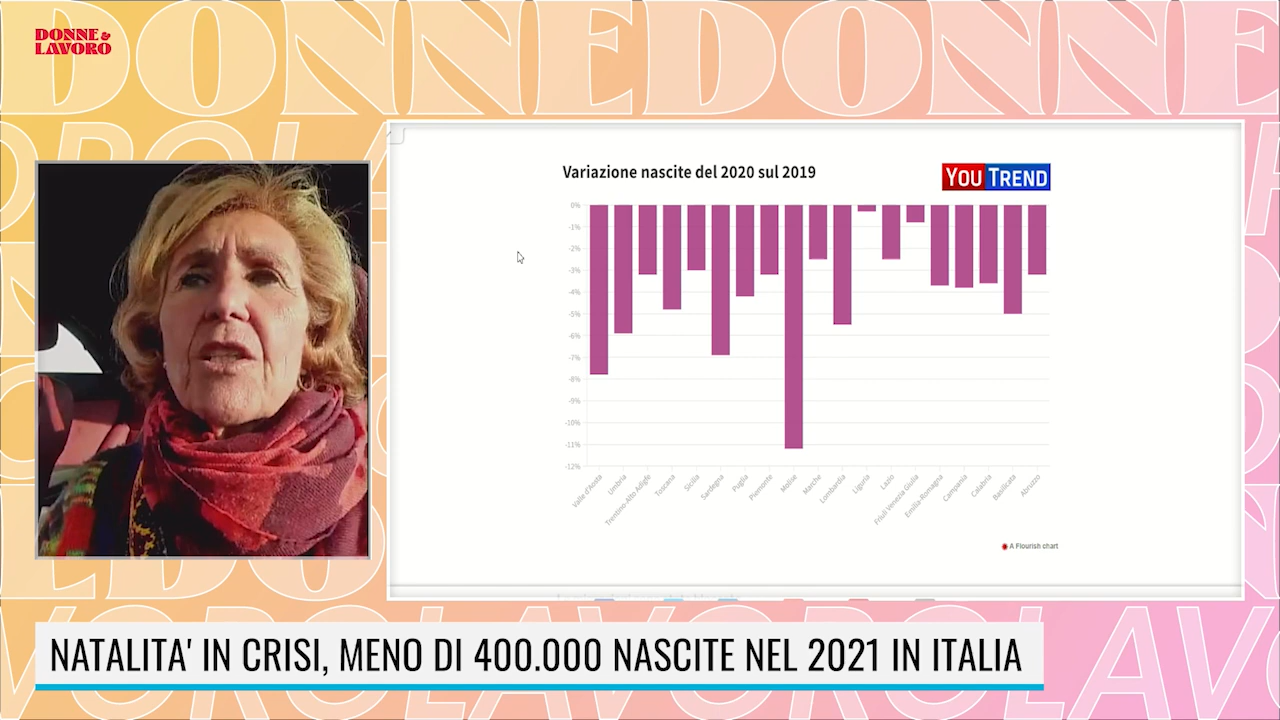 DONNE &
LAVORO
DONNEDONNE
Variazione nascite del 2020 sul 2019
YOU TREND
0%
-1%
-2%
-3%
-4%
-5%
-6%
-7%
-8%
-9%
-10%
-11%
-12%
Valle d'Aosta
Umbria
Trentino-Alto Adige
Toscana
Sicilia
Sardegna
Puglia
Piemonte
Molise
Marche
Lombardia
Liguria
Lazio
Friuli Venezia Giulia
Emilia-Romagna
Campania
Calabria
Basilicata
Abruzzo
A Flourish chart
NATALITA' IN CRISI, MENO DI 400.000 NASCITE NEL 2021 IN ITALIA